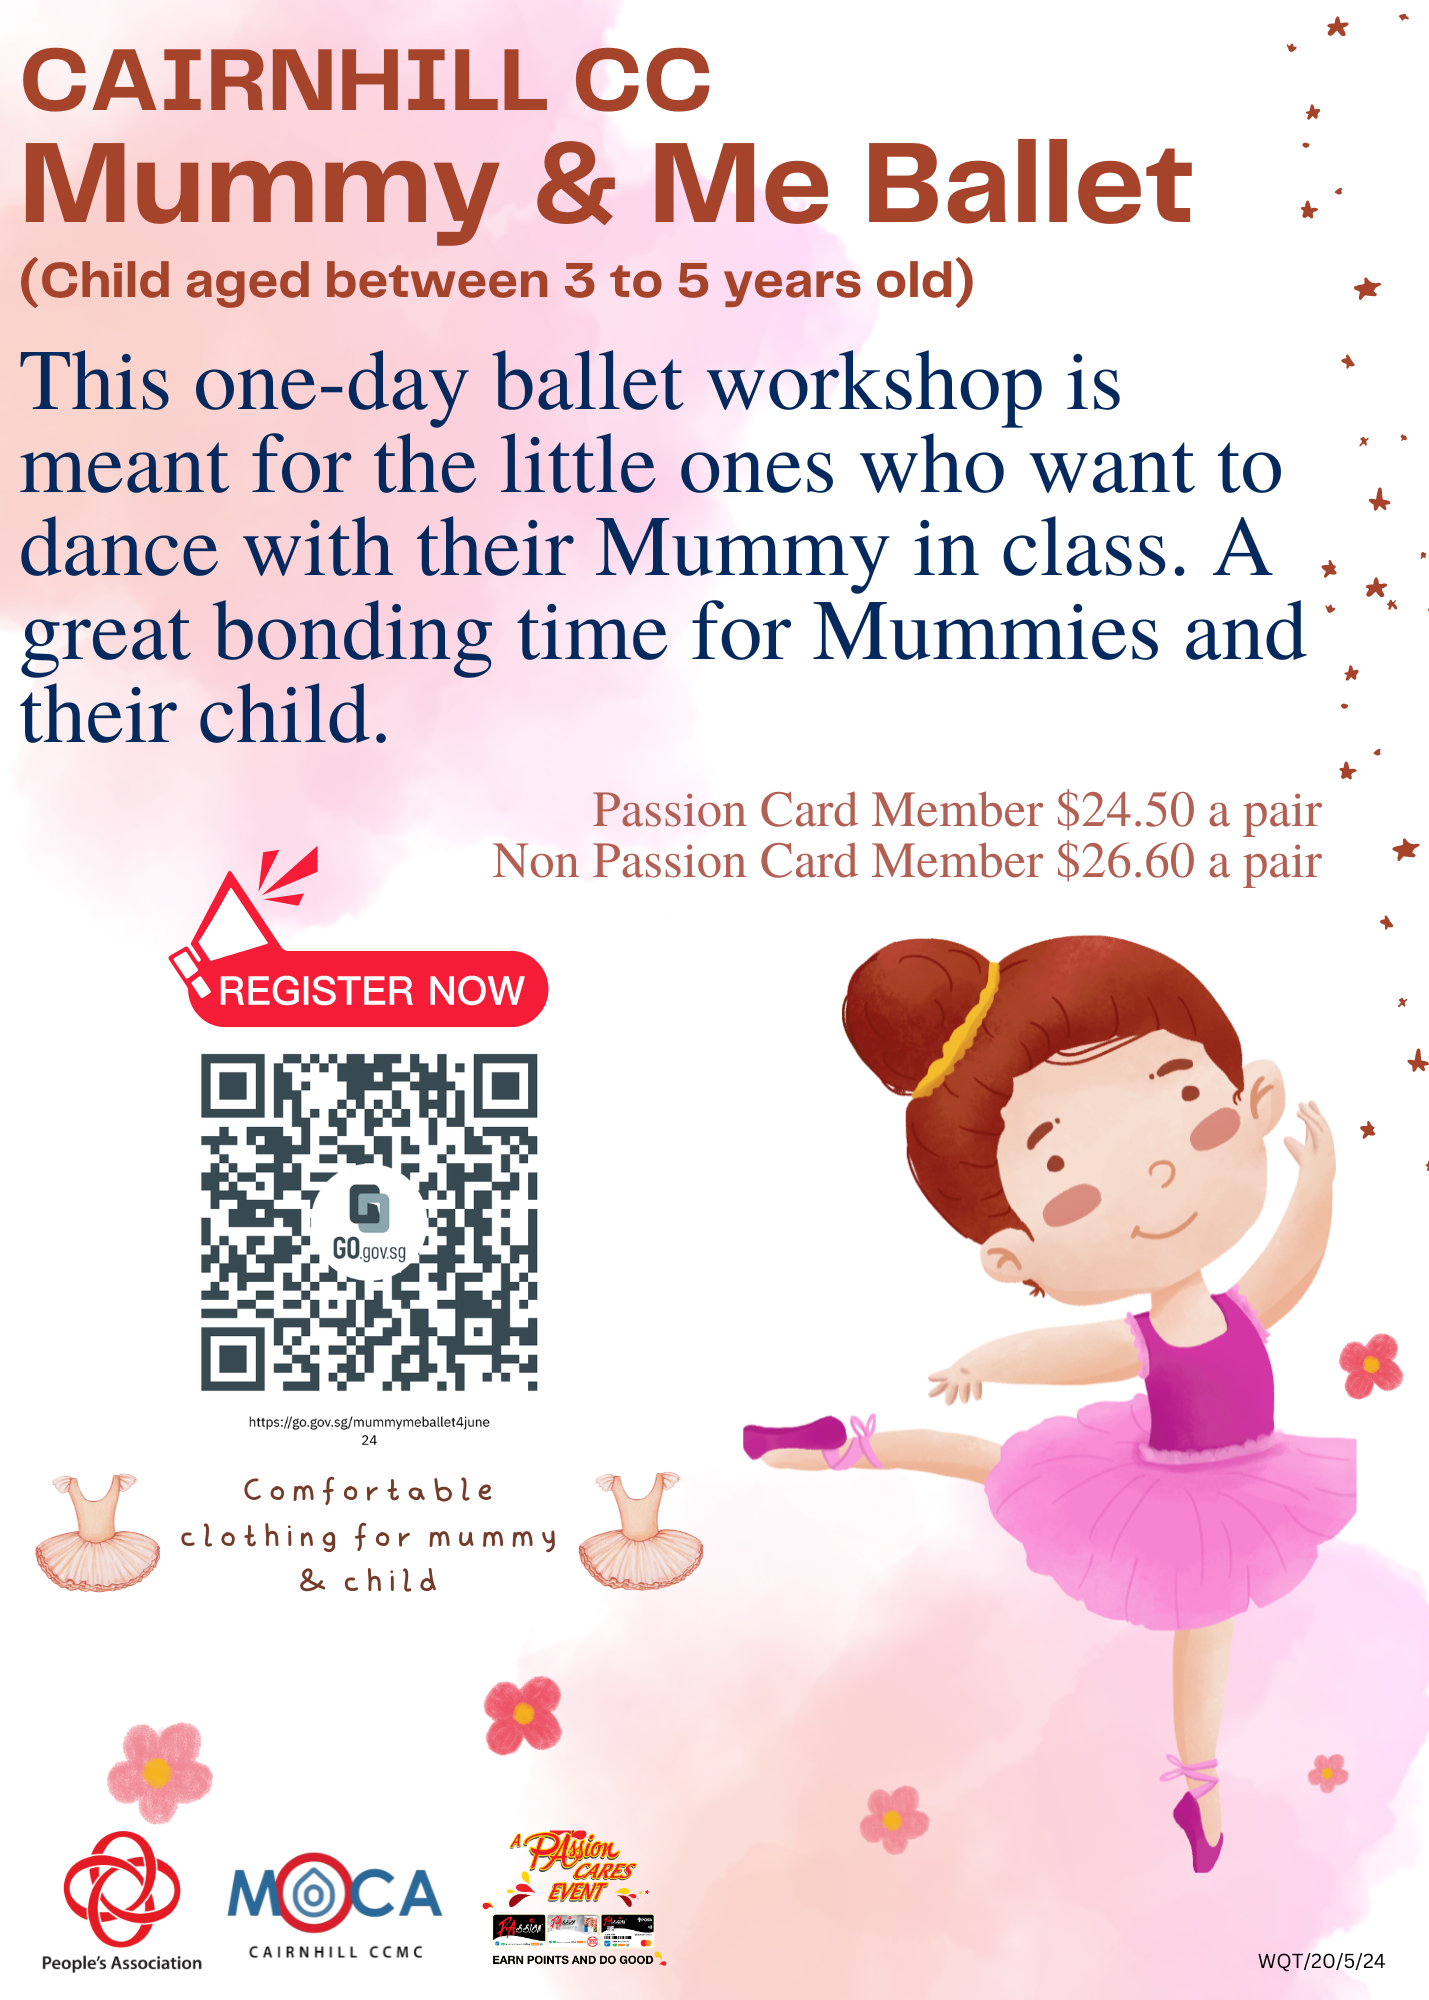 CAIRNHILL CC
Mummy & Me Ballet
(Child aged between 3 to 5 years old)
This one-day ballet workshop is
meant for the little ones who want to
dance with their Mummy in class. A
great bonding time for Mummies and
their child.
Passion Card Member $24.50 a pair
Non Passion Card Member $26.60 a pair
REGISTER NOW
GO.gov.sg
https://go.gov.sg/mummymeballet4june
24
Comfortable
clothing for mummy
& child
People's Association
MOCA
CAIRNHILL CCMC
A
PAssion
CARES
EVENT
PAssion
PAssion
PAssion
EARN POINTS AND DO GOOD
WQT/20/5/24